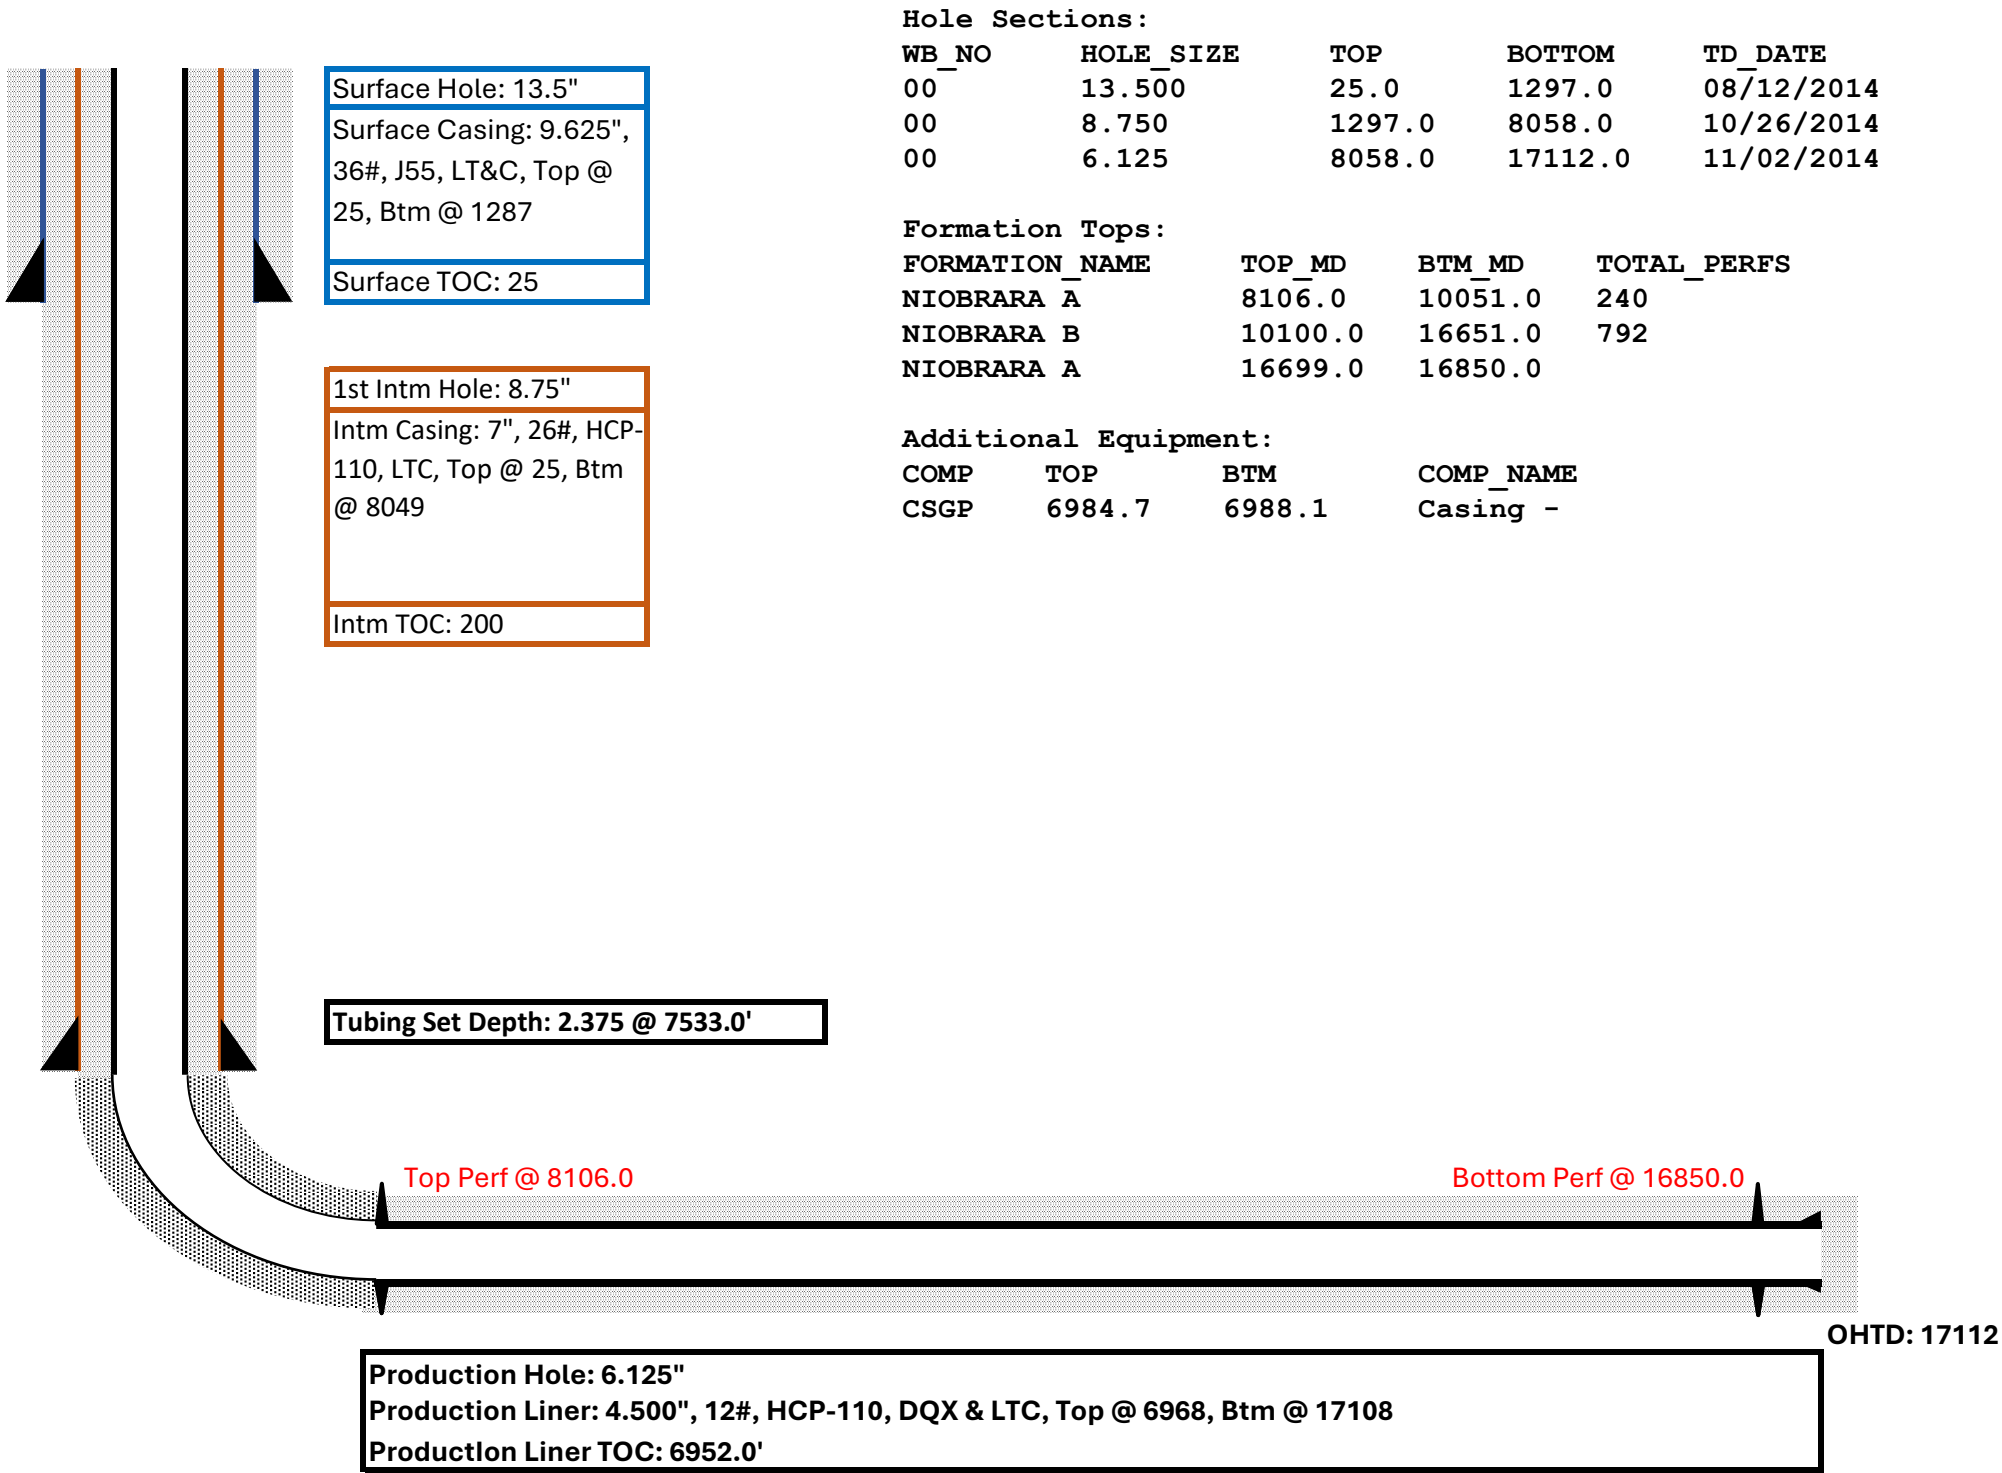 Surface Hole: 13.5"
Surface Casing: 9.625",
36#, J55, LT&C, Top @
25, Btm @ 1287
Surface TOC: 25
1st Intm Hole: 8.75"
Intm Casing: 7", 26#, HCP-
110, LTC, Top @ 25, Btm
@ 8049
Intm TOC: 200
Hole Sections:
WB_NO HOLE_SIZE TOP BOTTOM TD_DATE
00 13.500 25.0 1297.0 08/12/2014
00 8.750 1297.0 8058.0 10/26/2014
00 6.125 8058.0 17112.0 11/02/2014
Formation Tops:
FORMATION_NAME TOP_MD BTM_MD TOTAL_PERFS
NIOBRARA A 8106.0 10051.0 240
NIOBRARA B 10100.0 16651.0 792
NIOBRARA A 16699.0 16850.0
Additional Equipment:
COMP TOP BTM COMP_NAME
CSGP 6984.7 6988.1 Casing -
Tubing Set Depth: 2.375 @ 7533.0'
Top Perf @ 8106.0
Bottom Perf @ 16850.0
OHTD: 17112
Production Hole: 6.125"
Production Liner: 4.500", 12#, HCP-110, DQX & LTC, Top @ 6968, Btm @ 17108
ProductIon Liner TOC: 6952.0'